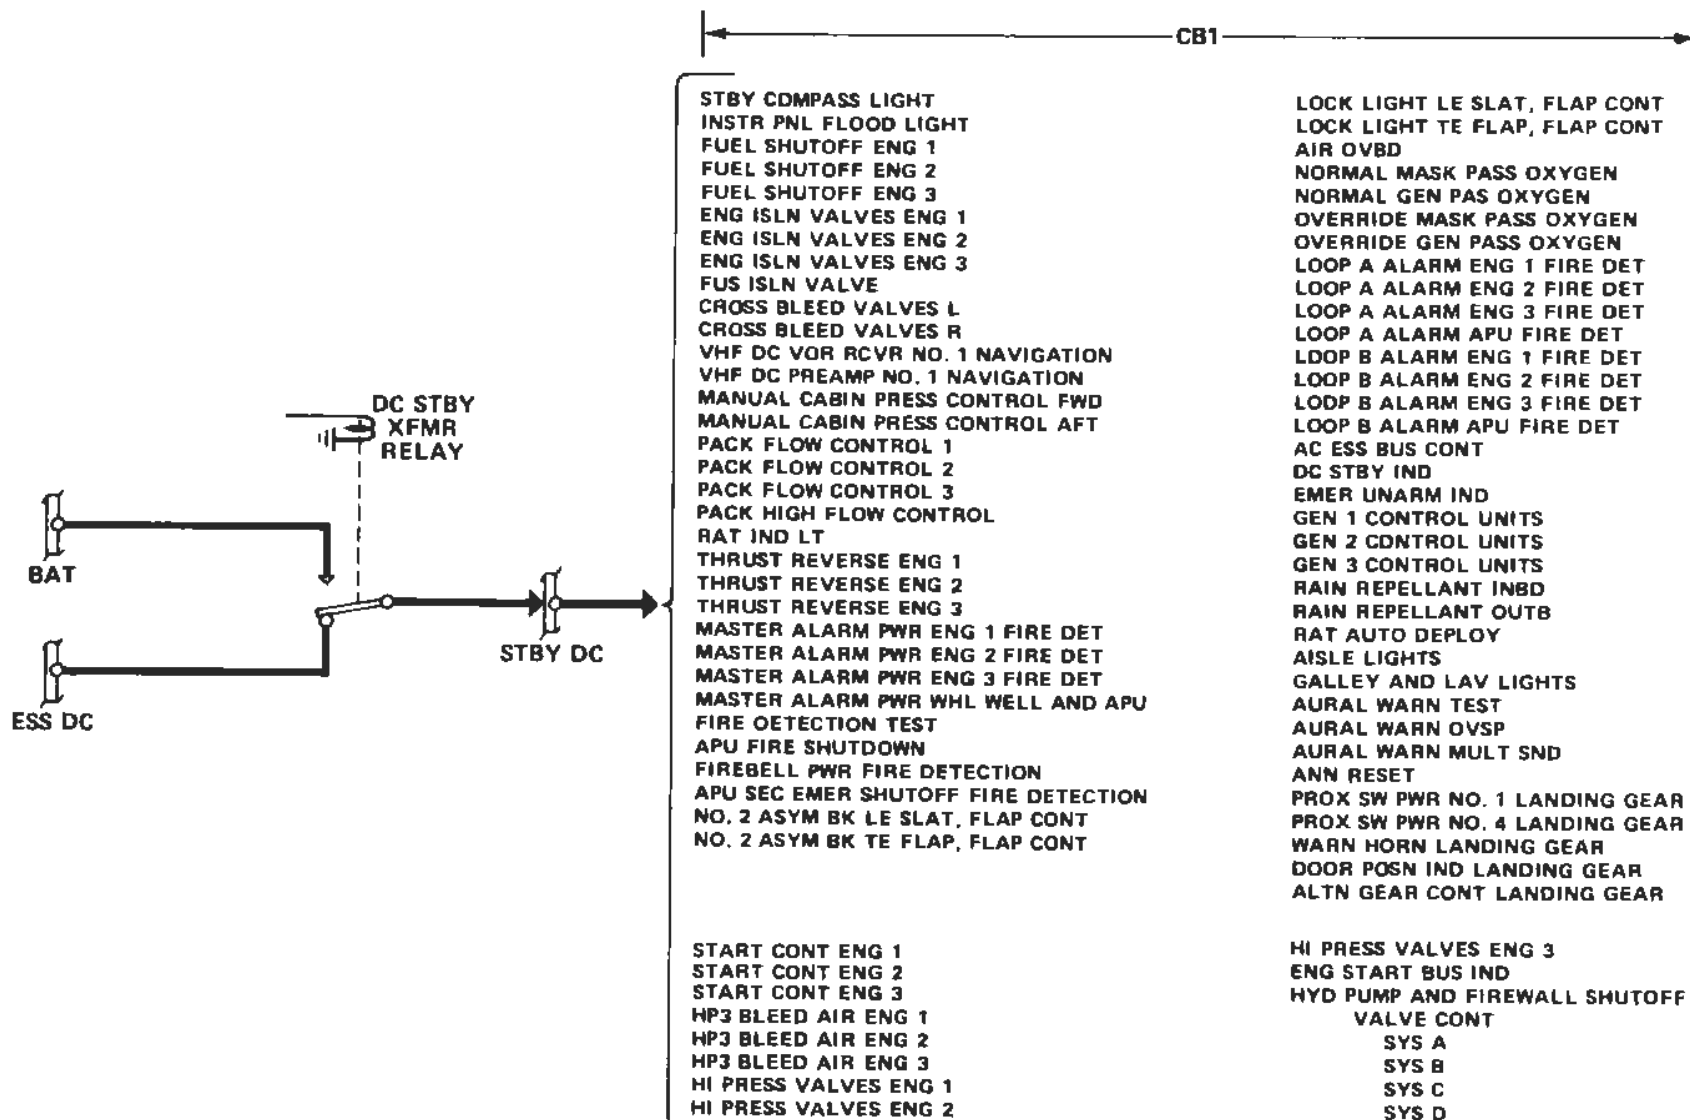 CB1
STBY COMPASS LIGHT
INSTR PNL FLOOD LIGHT
FUEL SHUTOFF ENG 1
FUEL SHUTOFF ENG 2
FUEL SHUTOFF ENG 3
ENG ISLN VALVES ENG 1
ENG ISLN VALVES ENG 2
ENG ISLN VALVES ENG 3
FUS ISLN VALVE
CROSS BLEED VALVES L
CROSS BLEED VALVES R
VHF DC VOR RCVR NO. 1 NAVIGATION
VHF DC PREAMP NO. 1 NAVIGATION
MANUAL CABIN PRESS CONTROL FWD
MANUAL CABIN PRESS CONTROL AFT
PACK FLOW CONTROL 1
PACK FLOW CONTROL 2
PACK FLOW CONTROL 3
PACK HIGH FLOW CONTROL
RAT IND LT
THRUST REVERSE ENG 1
THRUST REVERSE ENG 2
THRUST REVERSE ENG 3
MASTER ALARM PWR ENG 1 FIRE DET
MASTER ALARM PWR ENG 2 FIRE DET
MASTER ALARM PWR ENG 3 FIRE DET
MASTER ALARM PWR WHL WELL AND APU
FIRE DETECTION TEST
APU FIRE SHUTDOWN
FIREBELL PWR FIRE DETECTION
APU SEC EMER SHUTOFF FIRE DETECTION
NO. 2 ASYM BK LE SLAT, FLAP CONT
NO. 2 ASYM BK TE FLAP, FLAP CONT
LOCK LIGHT LE SLAT, FLAP CONT
LOCK LIGHT TE FLAP, FLAP CONT
AIR OVBD
NORMAL MASK PASS OXYGEN
NORMAL GEN PAS OXYGEN
OVERRIDE MASK PASS OXYGEN
OVERRIDE GEN PASS OXYGEN
LOOP A ALARM ENG 1 FIRE DET
LOOP A ALARM ENG 2 FIRE DET
LOOP A ALARM ENG 3 FIRE DET
LOOP A ALARM APU FIRE DET
LOOP B ALARM ENG 1 FIRE DET
LOOP B ALARM ENG 2 FIRE DET
LOOP B ALARM ENG 3 FIRE DET
LOOP B ALARM APU FIRE DET
AC ESS BUS CONT
DC STBY IND
EMER UNARM IND
GEN 1 CONTROL UNITS
GEN 2 CONTROL UNITS
GEN 3 CONTROL UNITS
RAIN REPELLANT INBD
RAIN REPELLANT OUTB
RAT AUTO DEPLOY
AISLE LIGHTS
GALLEY AND LAV LIGHTS
AURAL WARN TEST
AURAL WARN OVSP
AURAL WARN MULT SND
ANN RESET
PROX SW PWR NO. 1 LANDING GEAR
PROX SW PWR NO. 4 LANDING GEAR
WARN HORN LANDING GEAR
DOOR POSN IND LANDING GEAR
ALTN GEAR CONT LANDING GEAR
DC STBY
XFMR
RELAY
BAT
STBY DC
ESS DC
START CONT ENG 1
START CONT ENG 2
START CONT ENG 3
HP3 BLEED AIR ENG 1
HP3 BLEED AIR ENG 2
HP3 BLEED AIR ENG 3
HI PRESS VALVES ENG 1
HI PRESS VALVES ENG 2
HI PRESS VALVES ENG 3
ENG START BUS IND
HYD PUMP AND FIREWALL SHUTOFF
VALVE CONT
SYS A
SYS B
SYS C
SYS D